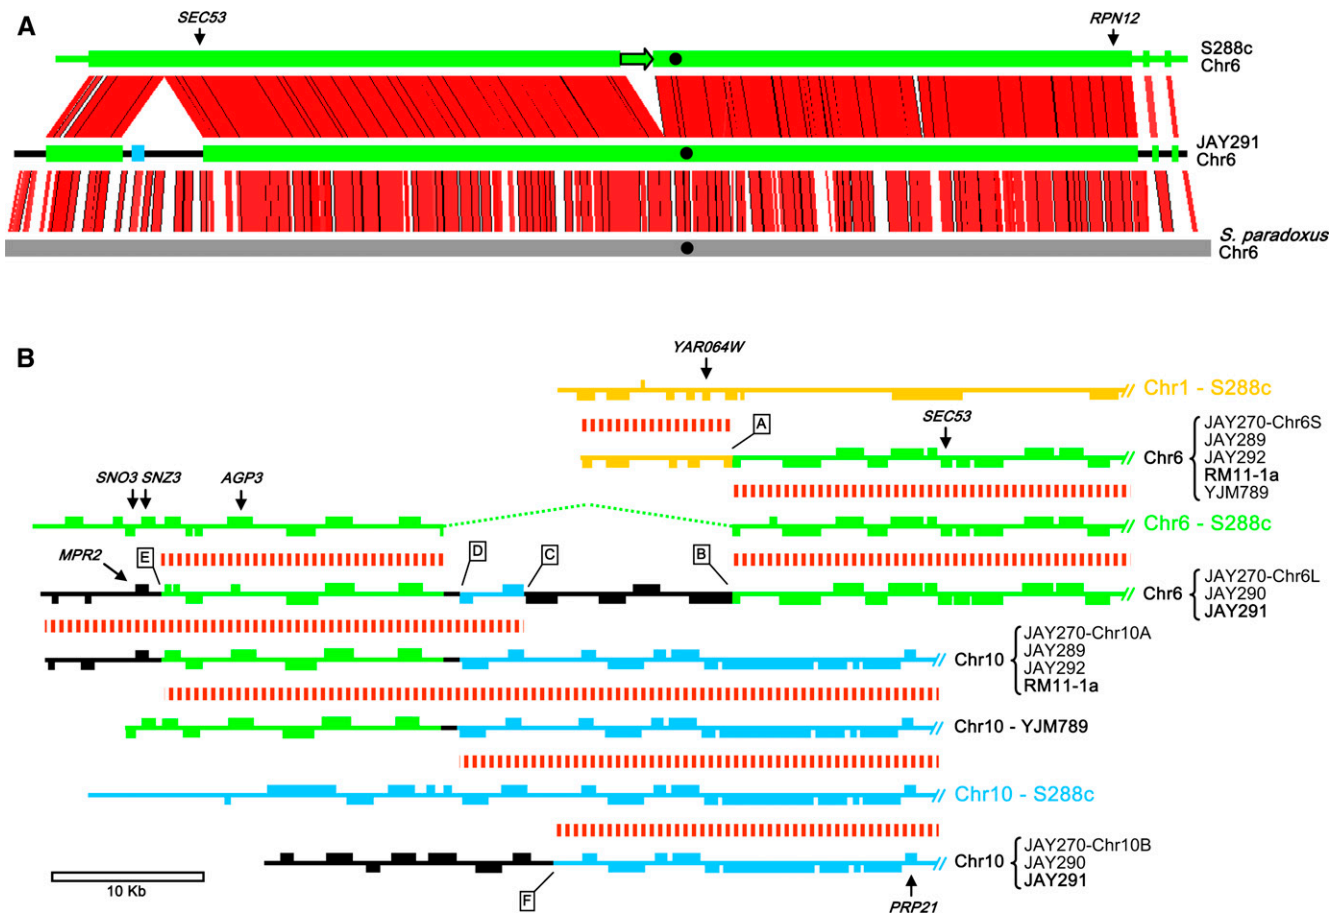 A
SEC53
RPN12
S288c
Chr6
JAY291
Chr6
S. paradoxus
Chr6
B
YAR064W
Chr1 - S288c
A
SEC53
Chr6
JAY270-Chr6S
JAY289
JAY292
RM11-1a
YJM789
SNO3 SNZ3
AGP3
Chr6 - S288c
MPR2
E
D
C
B
Chr6
JAY270-Chr6L
JAY290
JAY291
Chr10
JAY270-Chr10A
JAY289
JAY292
RM11-1a
Chr10 - YJM789
Chr10 - S288c
Chr10
JAY270-Chr10B
JAY290
JAY291
10 Kb
F
PRP21